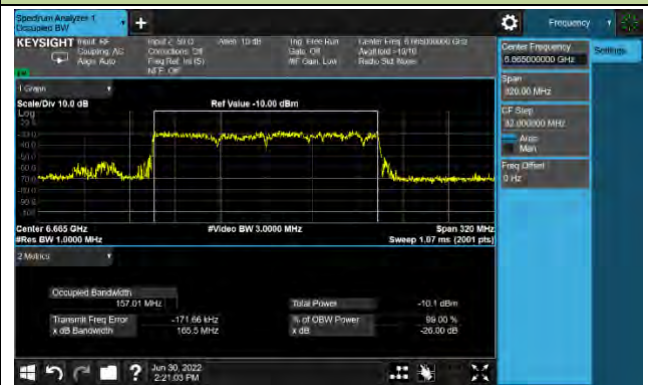 Spectrum Analyzer 1
Occupied BW
+
Frequency
KEYSIGHT
Input: RF
Coupling: AC
Align: Auto
Input Z: 50 Ω
Corrections: Off
Freq Ref: Int (S)
NFE: Off
Atten: 10 dB
Trig: Free Run
Gate: Off
#IF Gain: Low
Center Freq: 6.665000000 GHz
Avg|Hold: >10/10
Radio Std: None
Center Frequency
6.665000000 GHz
Settings
Span
320.00 MHz
CF Step
32.000000 MHz
Auto
Man
Freq Offset
0 Hz
1 Graph
Scale/Div 10.0 dB
Ref Value -10.00 dBm
Log
Center 6.665 GHz
#Video BW 3.0000 MHz
Span 320 MHz
#Res BW 1.0000 MHz
Sweep 1.07 ms (2001 pts)
2 Metrics
Occupied Bandwidth
157.01 MHz
Total Power
-10.1 dBm
Transmit Freq Error
-171.66 kHz
% of OBW Power
99.00 %
x dB Bandwidth
165.5 MHz
x dB
-26.00 dB
?
Jun 30, 2022
2:21:03 PM